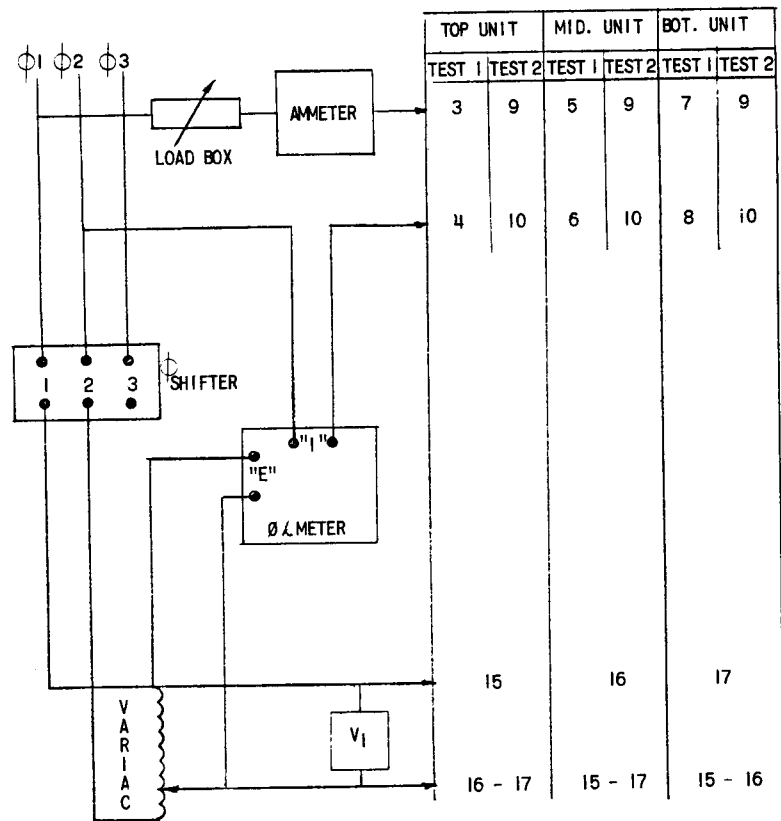 TOP UNIT MID. UNIT BOT. UNIT
TEST 1 TEST 2 TEST 1 TEST 2 TEST 1 TEST 2
ϕ1 ϕ2 ϕ3
3 9 5 9 7 9
AMMETER
LOAD BOX
4 10 6 10 8 10
1 2 3
ϕ SHIFTER
"I"
"E"
Ø∠ METER
15 16 17
VARIAC
V1
16 - 17 15 - 17 15 - 16